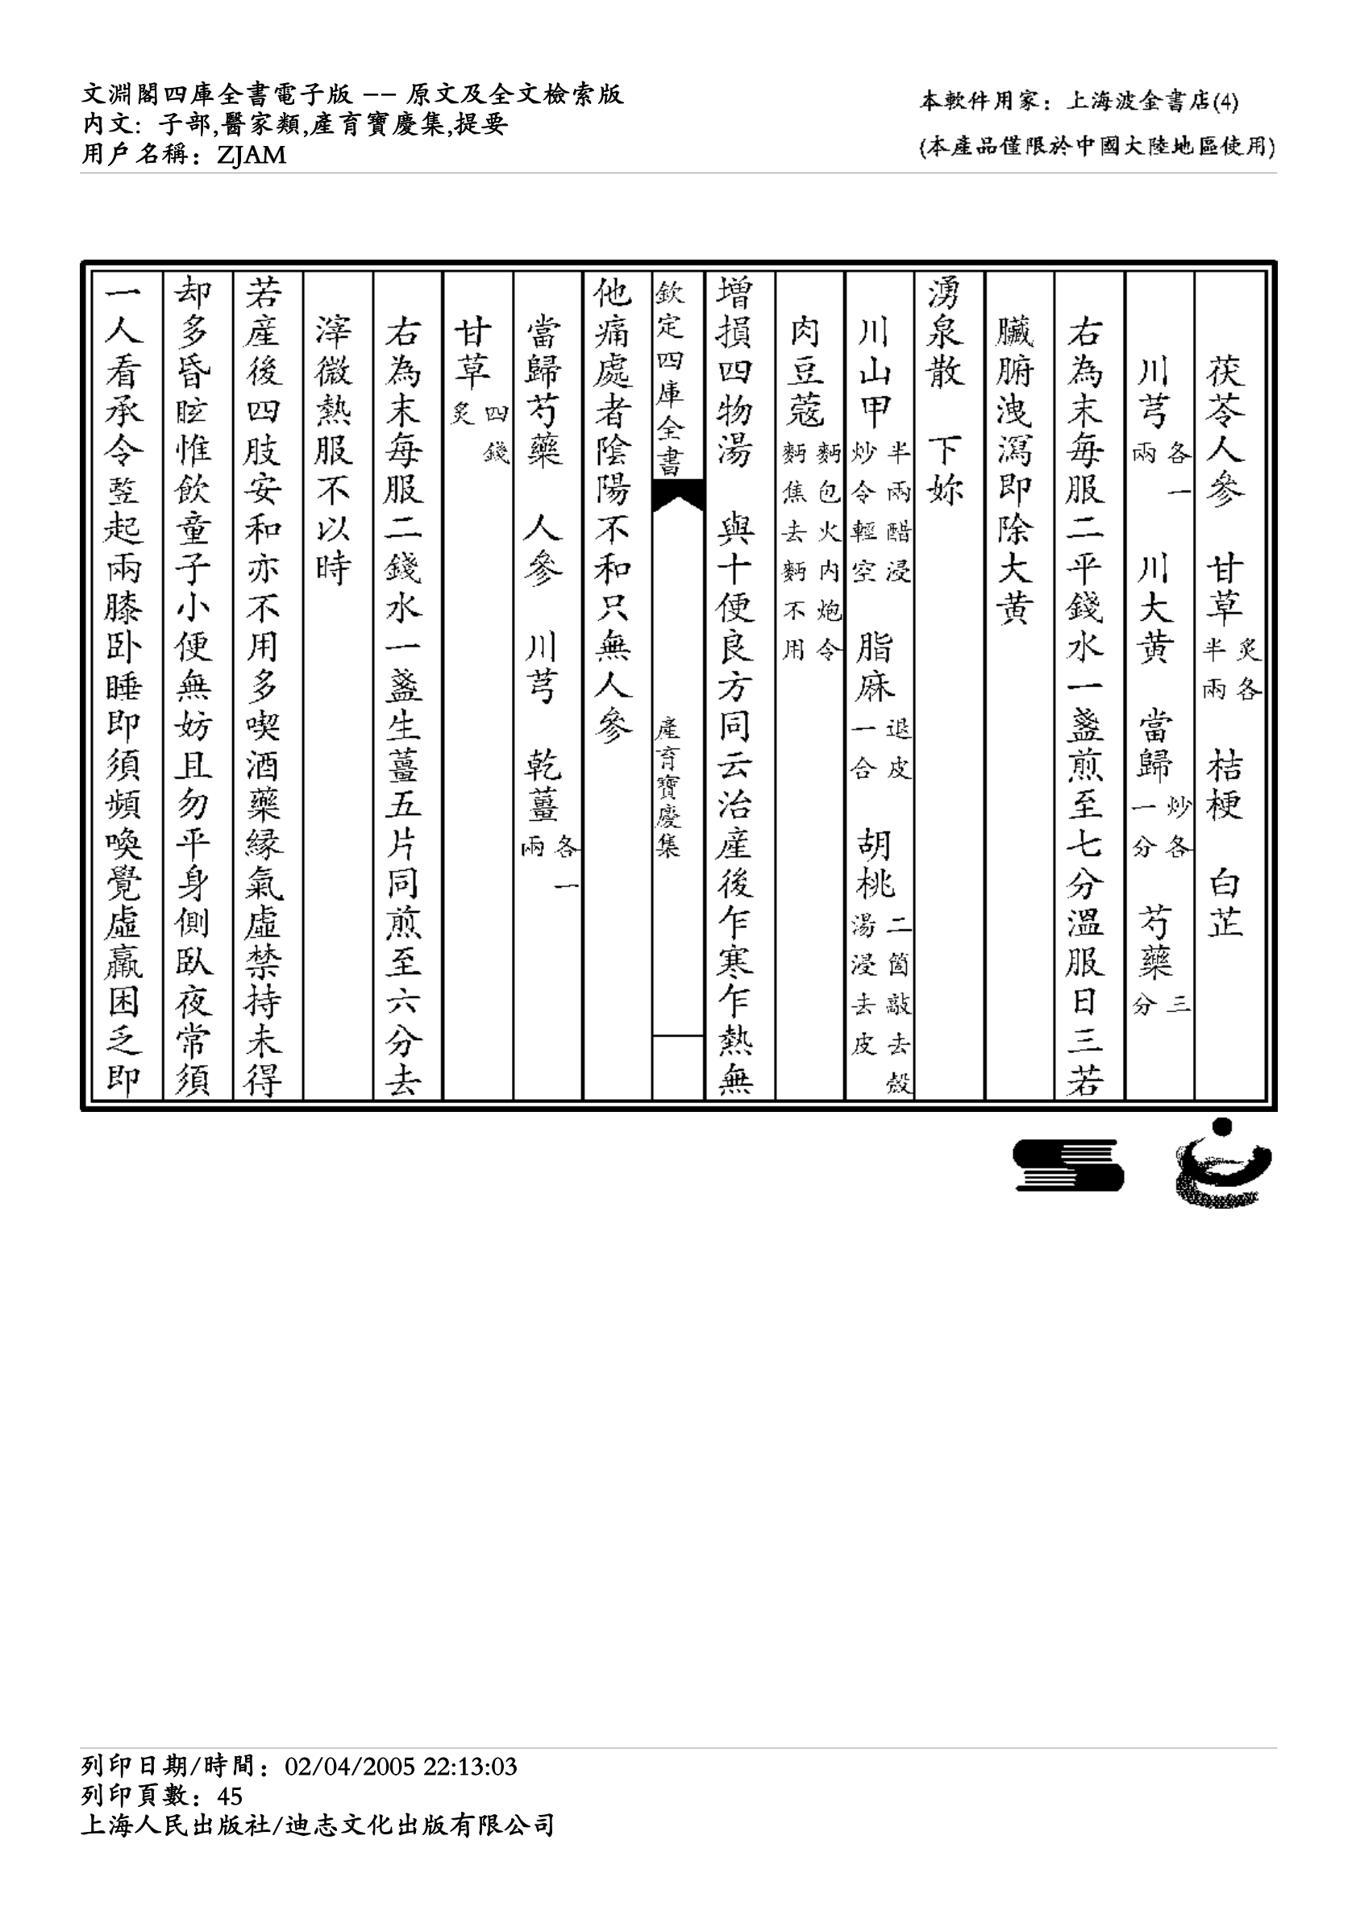 文淵閣四庫全書電子版 -- 原文及全文檢索版
内文: 子部,醫家類,產育寶慶集,提要
用戶名稱: ZJAM
本軟件用家: 上海波金書店(4)
(本產品僅限於中國大陸地區使用)
茯苓人參 甘草炙各半兩 桔梗 白芷
川芎各一兩 川大黄 當歸炒各一分 芍藥三分
右為末每服二平錢水一盞煎至七分溫服日三若
臟腑洩瀉即除大黄
湧泉散 下妳
川山甲半兩醋浸炒令輕空 脂麻退皮一合 胡桃二箇敲去殼湯浸去皮
肉豆蔻麪包火内炮令麪焦去麪不用
增損四物湯 與十便良方同云治產後乍寒乍熱無
欽定四庫全書 產育寶慶集
他痛處者陰陽不和只無人參
當歸芍藥 人參 川芎 乾薑各一兩
甘草四錢炙
右為末每服二錢水一盞生薑五片同煎至六分去
滓微熱服不以時
若產後四肢安和亦不用多喫酒藥縁氣虛禁持未得
却多昏眩惟飲童子小便無妨且勿平身側臥夜常須
一人看承令竪起兩膝卧睡即須頻喚覺虛羸困乏即
列印日期/時間: 02/04/2005 22:13:03
列印頁數: 45
上海人民出版社/迪志文化出版有限公司